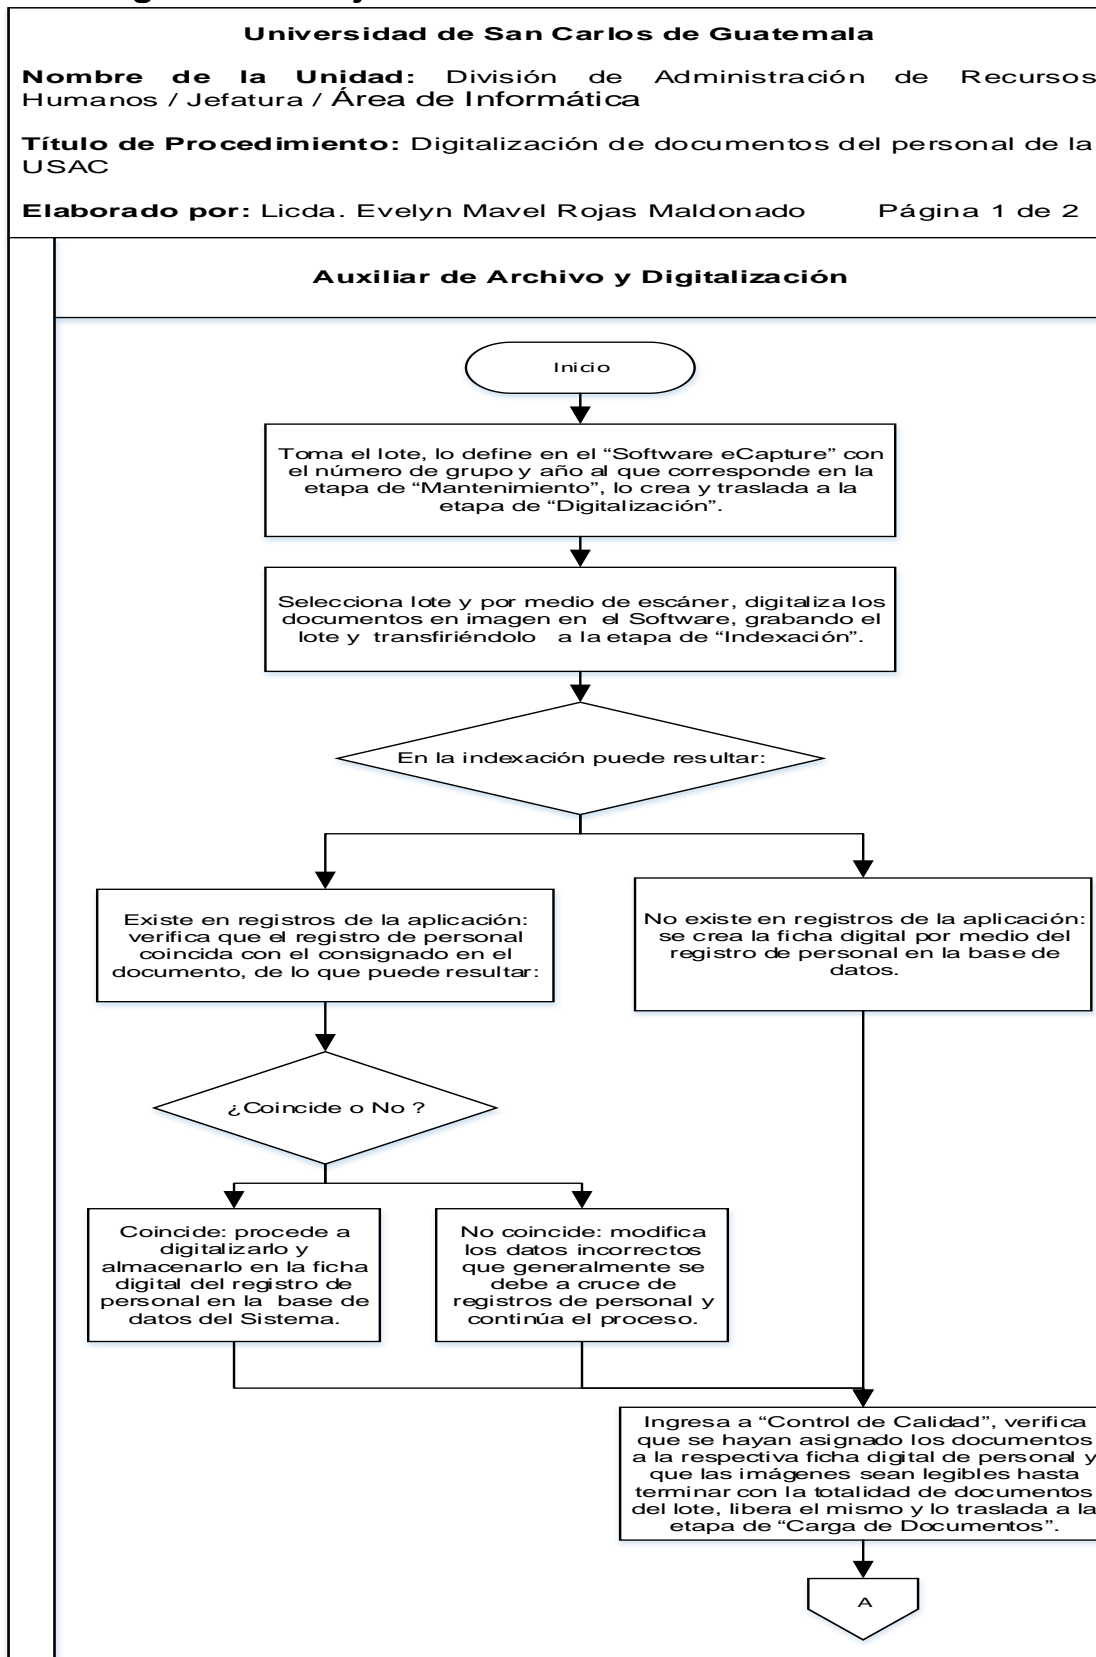 Universidad de San Carlos de Guatemala
Nombre de la Unidad: División de Administración de Recursos
Humanos / Jefatura / Área de Informática
Título de Procedimiento: Digitalización de documentos del personal de la
USAC
Elaborado por: Licda. Evelyn Mavel Rojas Maldonado Página 1 de 2
Auxiliar de Archivo y Digitalización
Inicio
Toma el lote, lo define en el “Software eCapture” con
el número de grupo y año al que corresponde en la
etapa de “Mantenimiento”, lo crea y traslada a la
etapa de “Digitalización”.
Selecciona lote y por medio de escáner, digitaliza los
documentos en imagen en el Software, grabando el
lote y transfiriéndolo a la etapa de “Indexación”.
En la indexación puede resultar:
Existe en registros de la aplicación:
verifica que el registro de personal
coincida con el consignado en el
documento, de lo que puede resultar:
No existe en registros de la aplicación:
se crea la ficha digital por medio del
registro de personal en la base de
datos.
¿Coincide o No ?
Coincide: procede a
digitalizarlo y
almacenarlo en la ficha
digital del registro de
personal en la base de
datos del Sistema.
No coincide: modifica
los datos incorrectos
que generalmente se
debe a cruce de
registros de personal y
continúa el proceso.
Ingresa a “Control de Calidad”, verifica
que se hayan asignado los documentos
a la respectiva ficha digital de personal y
que las imágenes sean legibles hasta
terminar con la totalidad de documentos
del lote, libera el mismo y lo traslada a la
etapa de “Carga de Documentos”.
A